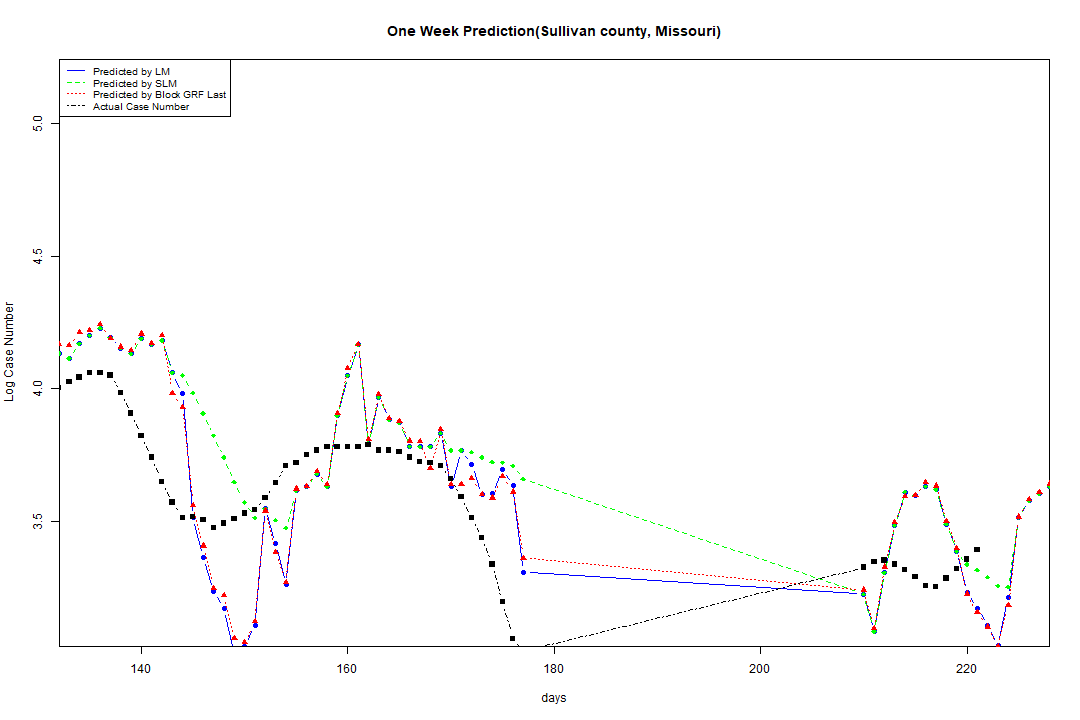 One Week Prediction(Sullivan county, Missouri)
Predicted by LM
Predicted by SLM
Predicted by Block GRF Last
Actual Case Number
5.0
4.5
4.0
3.5
Log Case Number
140 160 180 200 220
days